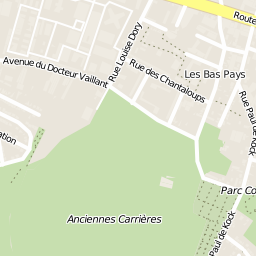 Route
Les Bas Pays
Avenue du Docteur Vaillant
Rue Louise Dory
Rue des Chantaloups
Rue Paul de Kock
Parc Co
Anciennes Carrières
Paul de Kock
ation